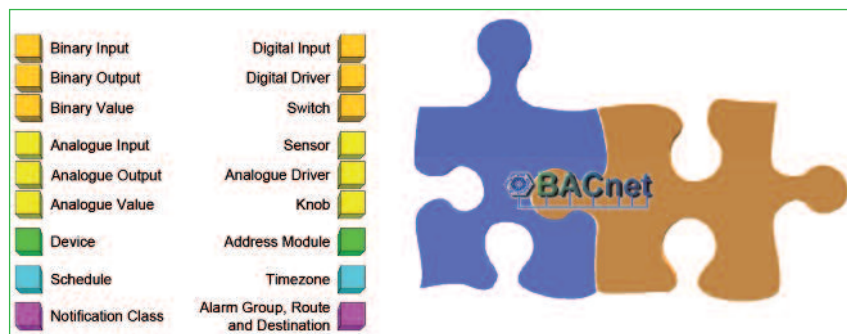 Binary Input
Binary Output
Binary Value
Analogue Input
Analogue Output
Analogue Value
Device
Schedule
Notification Class
Digital Input
Digital Driver
Switch
Sensor
Analogue Driver
Knob
Address Module
Timezone
Alarm Group, Route
and Destination
BACnet